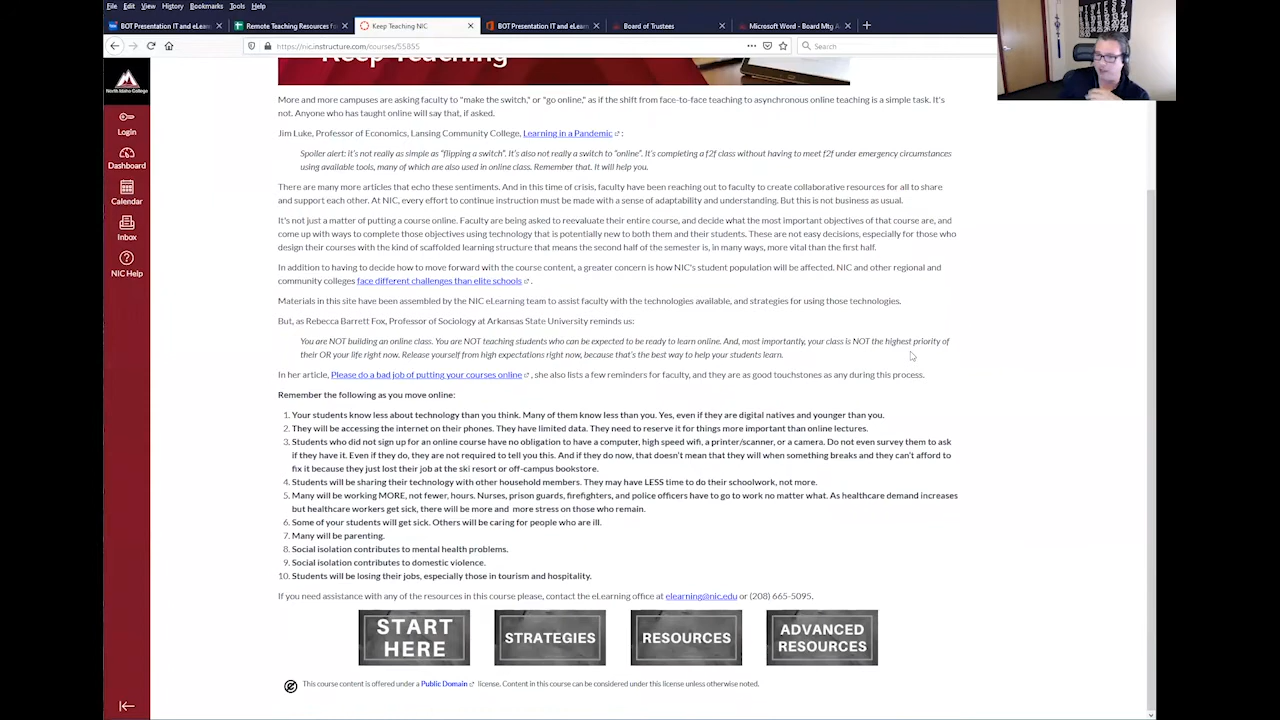 File Edit View History Bookmarks Tools Help
BOT Presentation IT and eLearn
Remote Teaching Resources for
Keep Teaching NIC
BOT Presentation IT and eLearn
Board of Trustees
Microsoft Word - Board Mtg A
https://nic.instructure.com/courses/55855
Search
North Idaho College
Login
Dashboard
Calendar
Inbox
NIC Help
Keep Teaching
More and more campuses are asking faculty to "make the switch," or "go online," as if the shift from face-to-face teaching to asynchronous online teaching is a simple task. It's
not. Anyone who has taught online will say that, if asked.
Jim Luke, Professor of Economics, Lansing Community College, Learning in a Pandemic :
Spoiler alert: it's not really as simple as "flipping a switch". It's also not really a switch to "online". It's completing a f2f class without having to meet f2f under emergency circumstances
using available tools, many of which are also used in online class. Remember that. It will help you.
There are many more articles that echo these sentiments. And in this time of crisis, faculty have been reaching out to faculty to create collaborative resources for all to share
and support each other. At NIC, every effort to continue instruction must be made with a sense of adaptability and understanding. But this is not business as usual.
It's not just a matter of putting a course online. Faculty are being asked to reevaluate their entire course, and decide what the most important objectives of that course are, and
come up with ways to complete those objectives using technology that is potentially new to both them and their students. These are not easy decisions, especially for those who
design their courses with the kind of scaffolded learning structure that means the second half of the semester is, in many ways, more vital than the first half.
In addition to having to decide how to move forward with the course content, a greater concern is how NIC's student population will be affected. NIC and other regional and
community colleges face different challenges than elite schools .
Materials in this site have been assembled by the NIC eLearning team to assist faculty with the technologies available, and strategies for using those technologies.
But, as Rebecca Barrett Fox, Professor of Sociology at Arkansas State University reminds us:
You are NOT building an online class. You are NOT teaching students who can be expected to be ready to learn online. And, most importantly, your class is NOT the highest priority of
their OR your life right now. Release yourself from high expectations right now, because that's the best way to help your students learn.
In her article, Please do a bad job of putting your courses online , she also lists a few reminders for faculty, and they are as good touchstones as any during this process.
Remember the following as you move online:
1. Your students know less about technology than you think. Many of them know less than you. Yes, even if they are digital natives and younger than you.
2. They will be accessing the internet on their phones. They have limited data. They need to reserve it for things more important than online lectures.
3. Students who did not sign up for an online course have no obligation to have a computer, high speed wifi, a printer/scanner, or a camera. Do not even survey them to ask
if they have it. Even if they do, they are not required to tell you this. And if they do now, that doesn't mean that they will when something breaks and they can't afford to
fix it because they just lost their job at the ski resort or off-campus bookstore.
4. Students will be sharing their technology with other household members. They may have LESS time to do their schoolwork, not more.
5. Many will be working MORE, not fewer, hours. Nurses, prison guards, firefighters, and police officers have to go to work no matter what. As healthcare demand increases
but healthcare workers get sick, there will be more and more stress on those who remain.
6. Some of your students will get sick. Others will be caring for people who are ill.
7. Many will be parenting.
8. Social isolation contributes to mental health problems.
9. Social isolation contributes to domestic violence.
10. Students will be losing their jobs, especially those in tourism and hospitality.
If you need assistance with any of the resources in this course please, contact the eLearning office at elearning@nic.edu or (208) 665-5095.
START
HERE
STRATEGIES
RESOURCES
ADVANCED
RESOURCES
This course content is offered under a Public Domain license. Content in this course can be considered under this license unless otherwise noted.